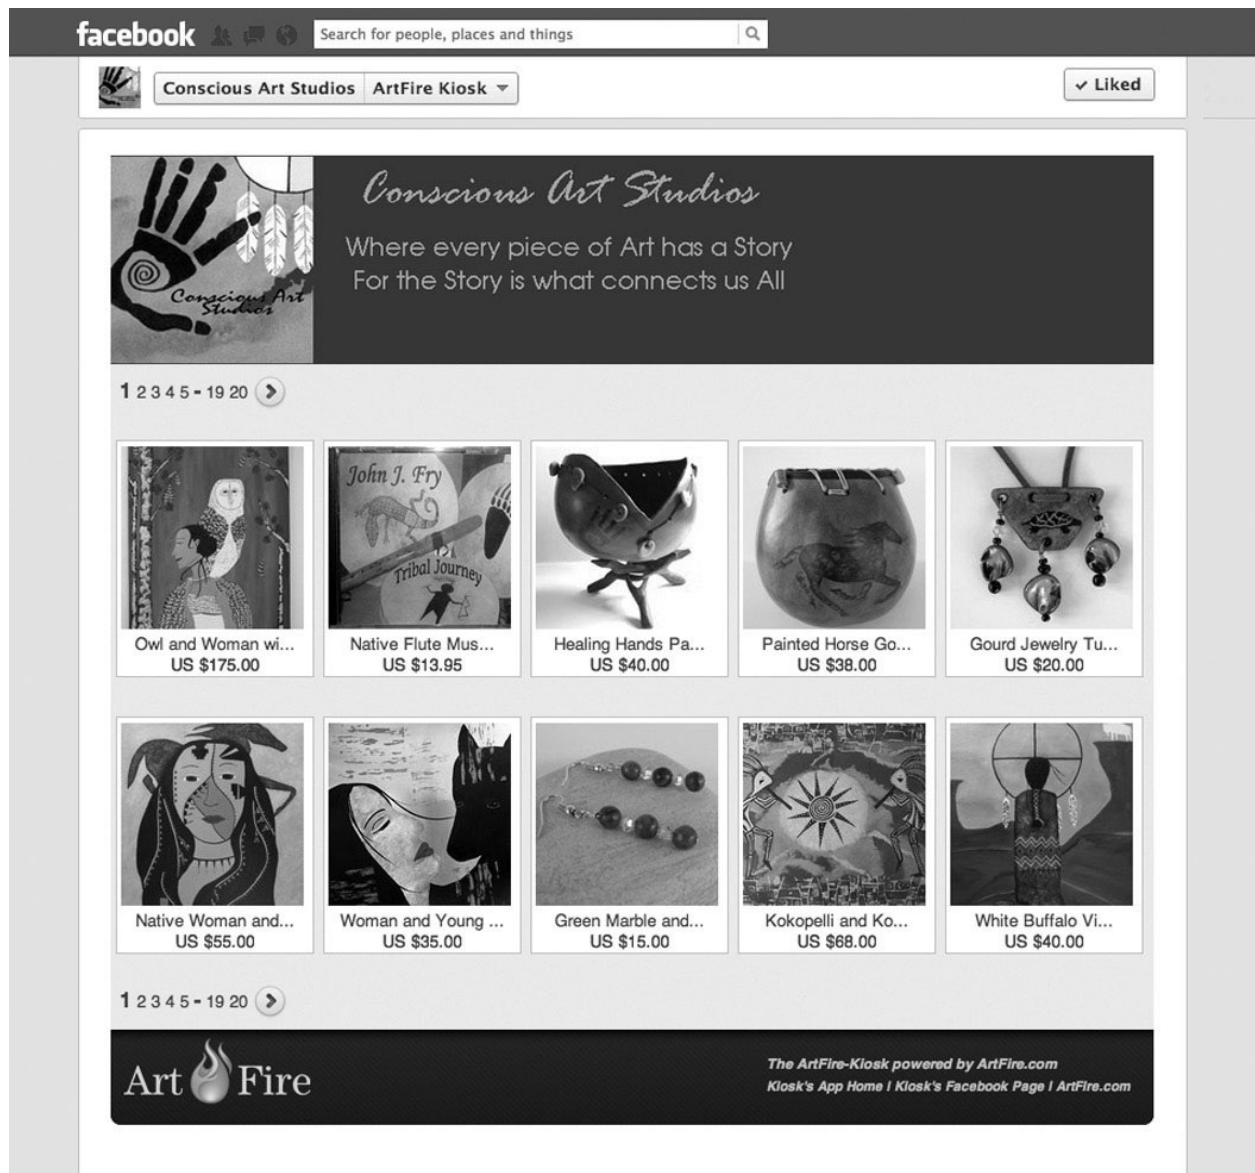 facebook
Search for people, places and things
Conscious Art Studios ArtFire Kiosk
✓ Liked
Conscious Art Studios
Where every piece of Art has a Story
For the Story is what connects us All
Conscious Art
Studios
1 2 3 4 5 - 19 20
John J. Fry
Tribal Journey
Owl and Woman wi...
US $175.00
Native Flute Mus...
US $13.95
Healing Hands Pa...
US $40.00
Painted Horse Go...
US $38.00
Gourd Jewelry Tu...
US $20.00
Native Woman and...
US $55.00
Woman and Young ...
US $35.00
Green Marble and...
US $15.00
Kokopelli and Ko...
US $68.00
White Buffalo Vi...
US $40.00
1 2 3 4 5 - 19 20
Art Fire
The ArtFire-Kiosk powered by ArtFire.com
Kiosk's App Home | Kiosk's Facebook Page | ArtFire.com